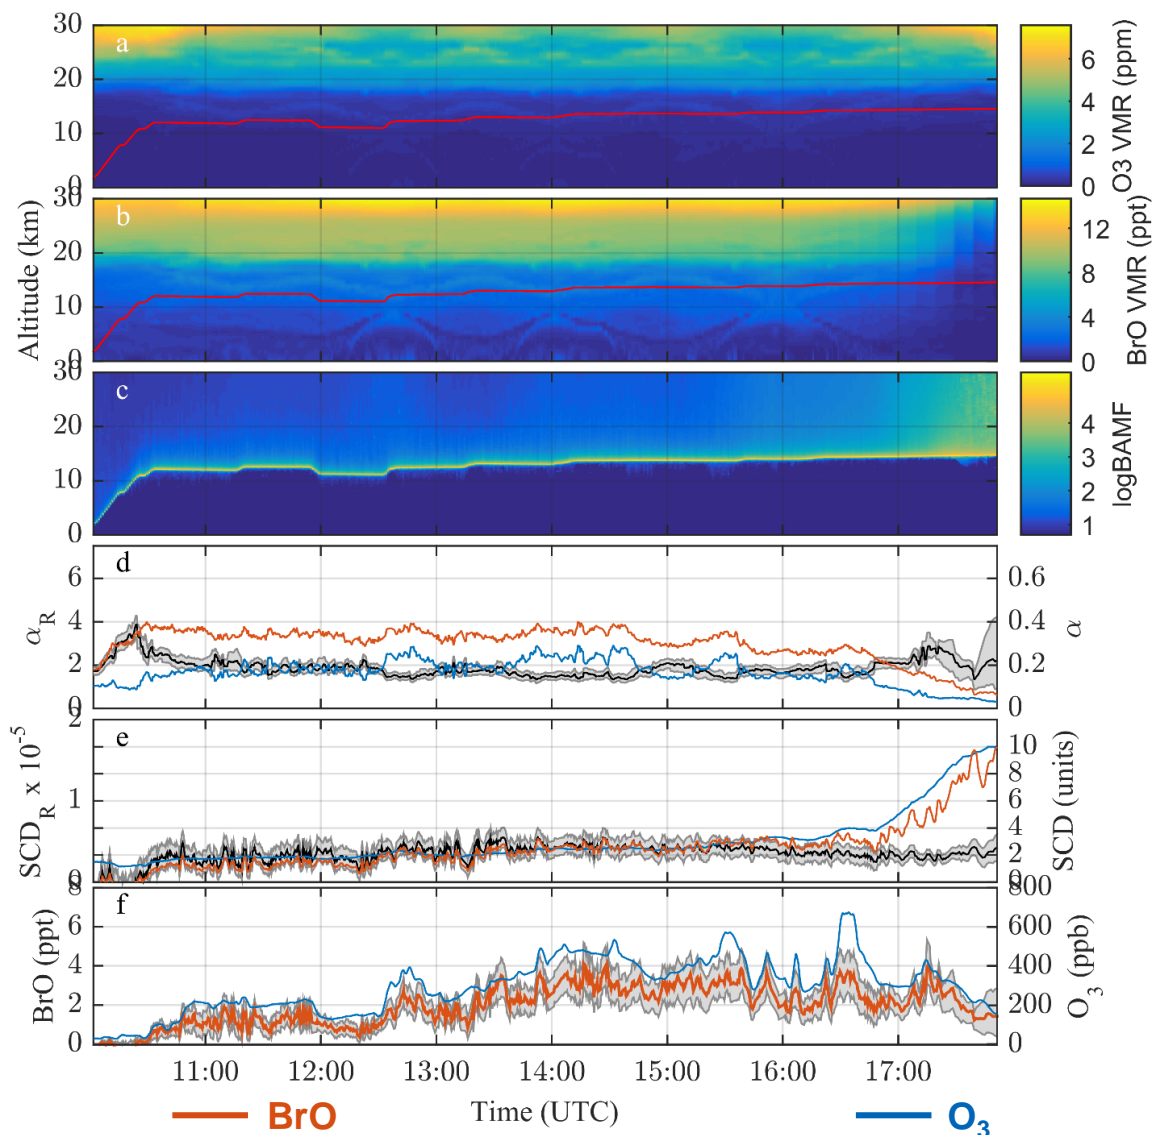 a
30
20
10
0
6
4
2
0
O3 VMR (ppm)
b
30
20
10
0
Altitude (km)
12
8
4
0
BrO VMR (ppt)
c
30
20
10
0
4
3
2
1
logBAMF
d
6
4
2
0
αR
0.6
0.4
0.2
0
α
e
2
1
0
SCDR x 10-5
10
8
6
4
2
0
SCD (units)
f
8
6
4
2
0
BrO (ppt)
800
600
400
200
0
O3 (ppb)
11:00 12:00 13:00 14:00 15:00 16:00 17:00
BrO Time (UTC) O3